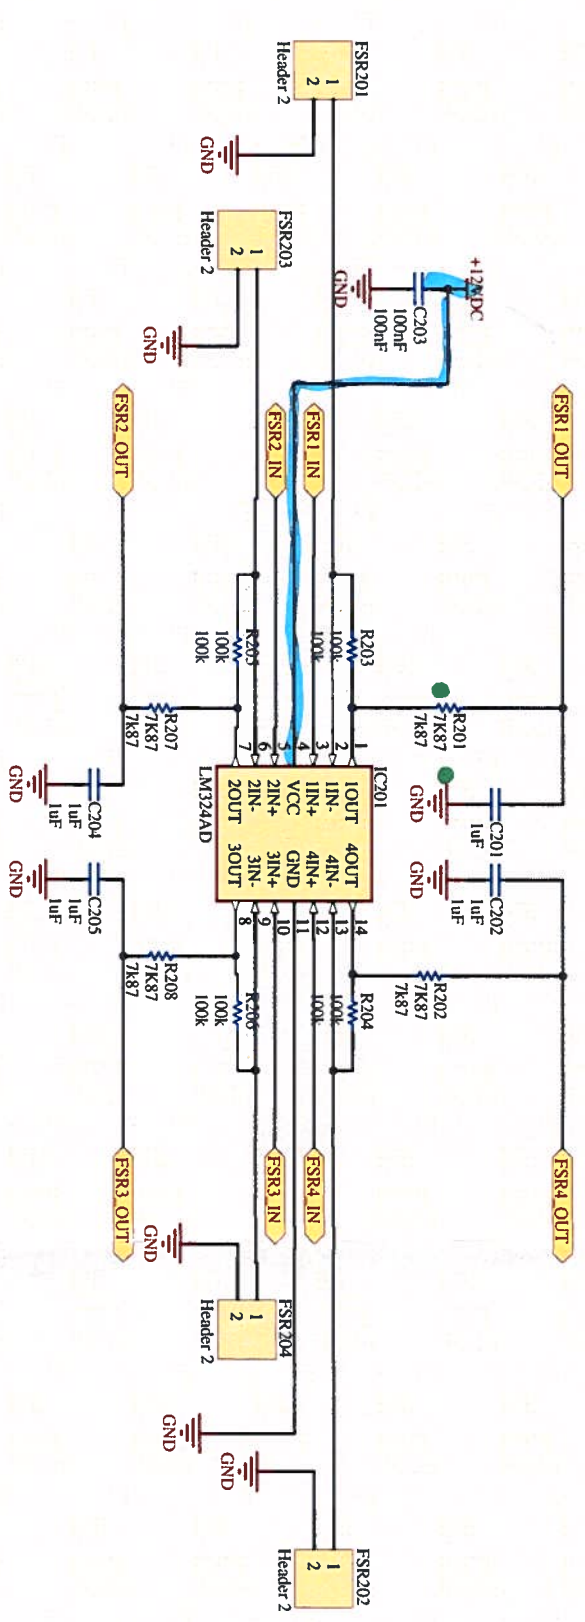 FSR1_OUT
FSR4_OUT
+12VDC
C203
100nF
100nF
GND
R201
7K87
7k87
C201
1uF
GND
C202
1uF
1uF
GND
R202
7K87
7k87
FSR201
1
2
Header 2
GND
FSR203
1
2
Header 2
GND
FSR1_IN
FSR2_IN
R203
100k
100k
R205
100k
100k
IC201
1 1OUT 4OUT 14
2 1IN- 4IN- 13
3 1IN+ 4IN+ 12
4 VCC GND 11
5 2IN+ 3IN+ 10
6 2IN- 3IN- 9
7 2OUT 3OUT 8
LM324AD
R204
100k
100k
R206
100k
100k
FSR4_IN
FSR3_IN
FSR202
1
2
Header 2
GND
FSR204
1
2
Header 2
GND
GND
R207
7K87
7k87
C204
1uF
1uF
GND
C205
1uF
1uF
GND
R208
7K87
7k87
FSR2_OUT
FSR3_OUT